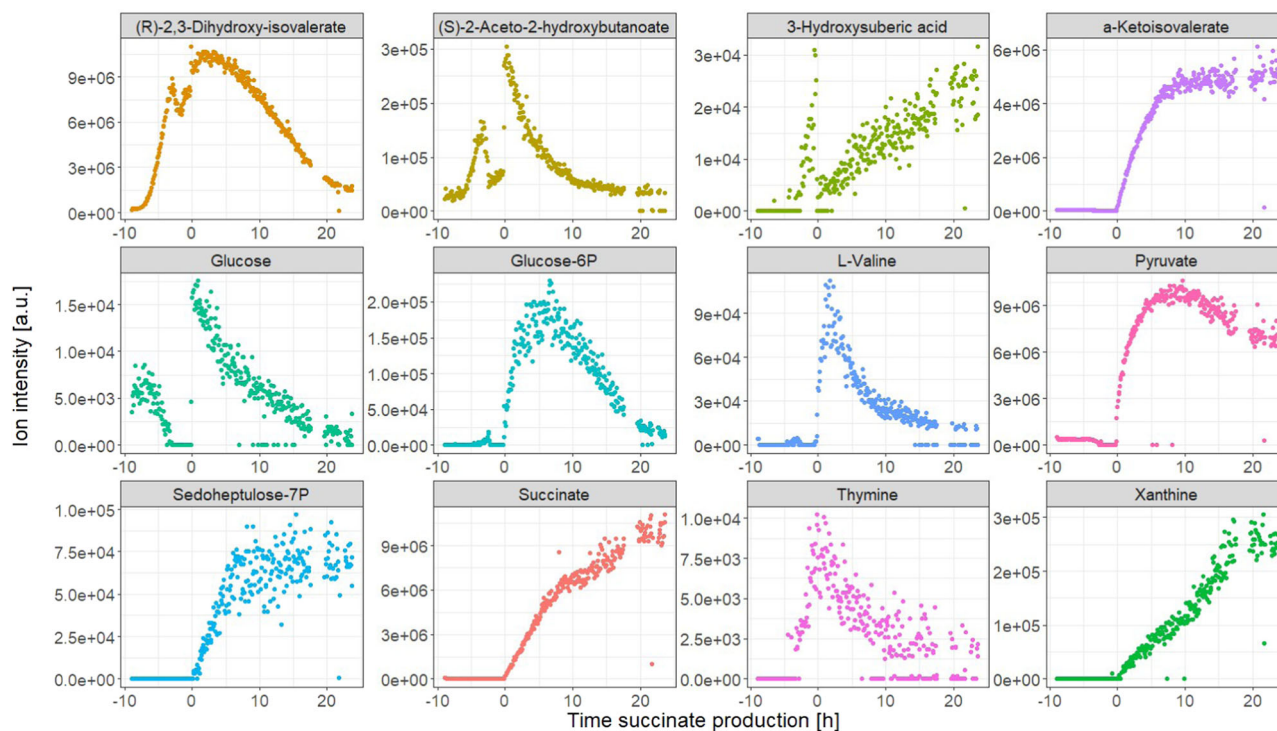 (R)-2,3-Dihydroxy-isovalerate (S)-2-Aceto-2-hydroxybutanoate 3-Hydroxysuberic acid a-Ketoisovalerate
9e+06 3e+05 3e+04 6e+06
6e+06 2e+05 2e+04 4e+06
3e+06 1e+05 1e+04 2e+06
0e+00 0e+00 0e+00 0e+00
-10 0 10 20 -10 0 10 20 -10 0 10 20 -10 0 10 20
Glucose Glucose-6P L-Valine Pyruvate
1.5e+04 2.0e+05 9e+04 9e+06
1.0e+04 1.5e+05 6e+04 6e+06
5.0e+03 1.0e+05 3e+04 3e+06
0.0e+00 5.0e+04 0e+00 0e+00
0.0e+00
-10 0 10 20 -10 0 10 20 -10 0 10 20 -10 0 10 20
Sedoheptulose-7P Succinate Thymine Xanthine
1.0e+05 9e+06 1.0e+04 3e+05
7.5e+04 6e+06 7.5e+03 2e+05
5.0e+04 3e+06 5.0e+03 1e+05
2.5e+04 0e+00 2.5e+03 0e+00
0.0e+00 0.0e+00
-10 0 10 20 -10 0 10 20 -10 0 10 20 -10 0 10 20
Ion intensity [a.u.]
Time succinate production [h]